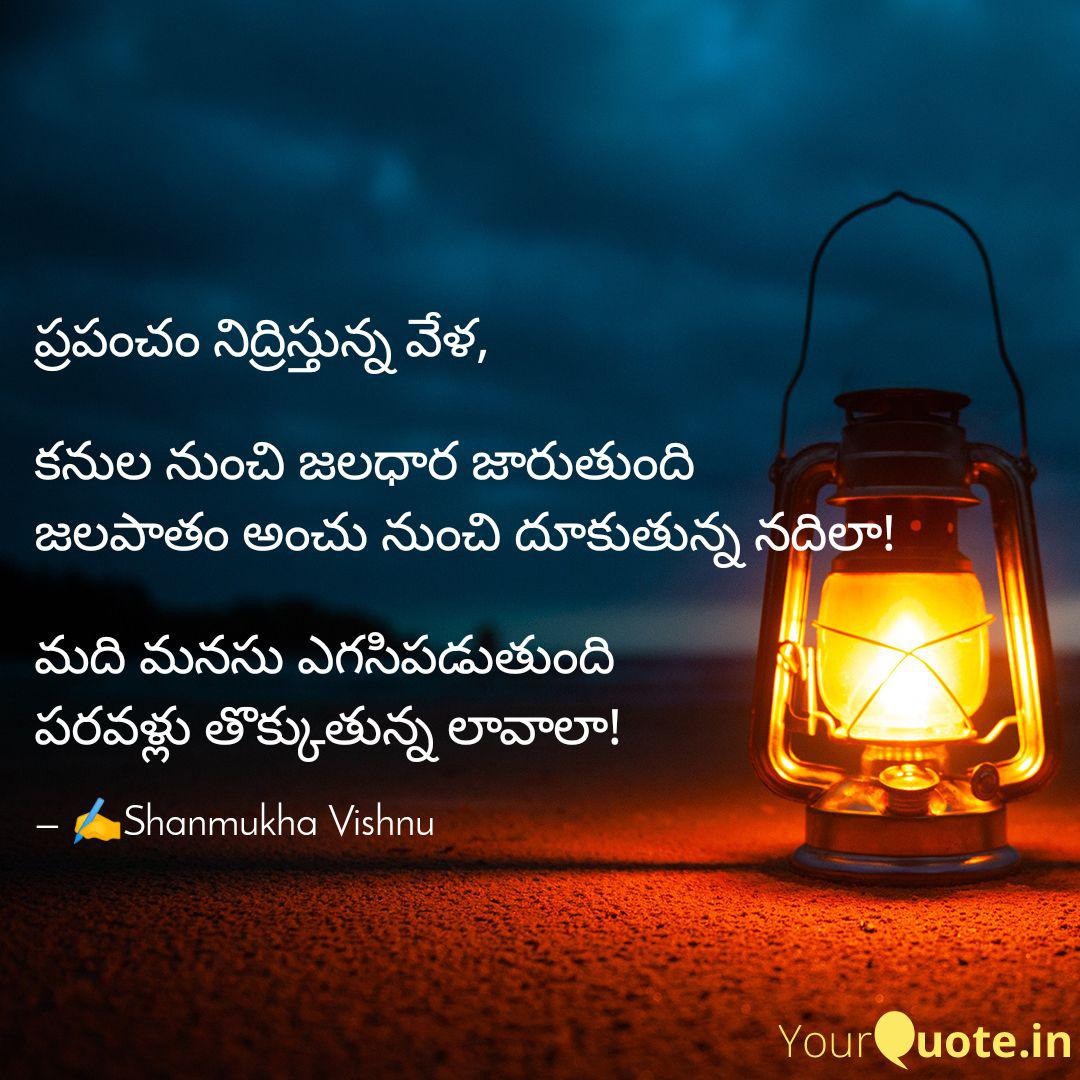 ప్రపంచం నిద్రిస్తున్న వేళ,
కనుల నుంచి జలధార జారుతుంది
జలపాతం అంచు నుంచి దూకుతున్న నదిలా!
మది మనసు ఎగసిపడుతుంది
పరవళ్లు తొక్కుతున్న లావాలా!
– ✍️Shanmukha Vishnu
YourQuote.in